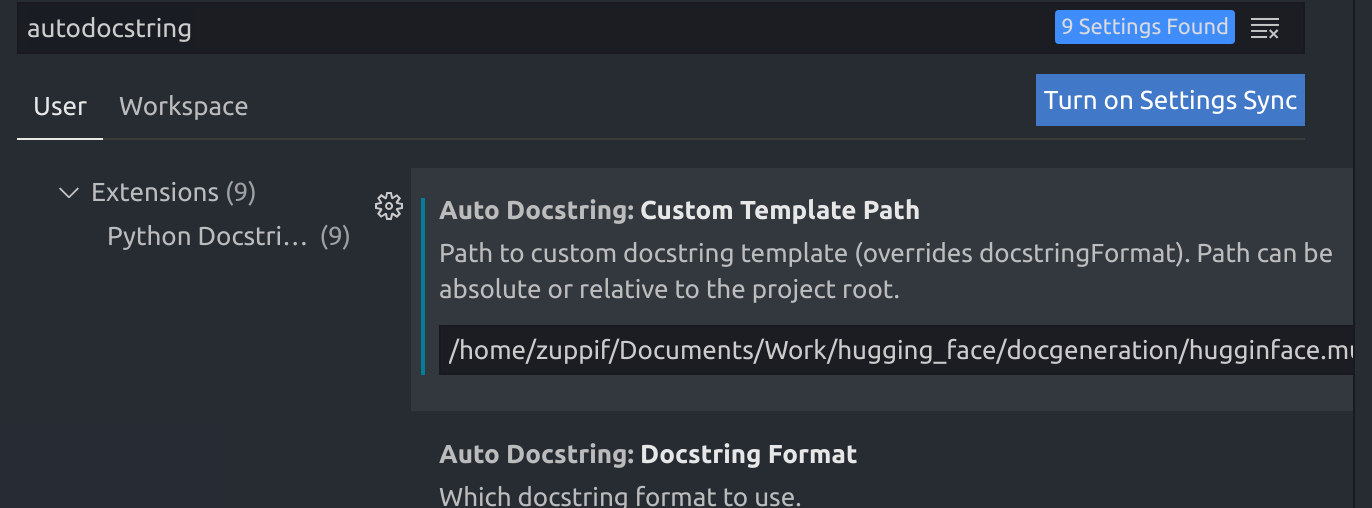 autodocstring
9 Settings Found
User Workspace
Turn on Settings Sync
Extensions (9)
Python Docstri... (9)
Auto Docstring: Custom Template Path
Path to custom docstring template (overrides docstringFormat). Path can be
absolute or relative to the project root.
/home/zuppif/Documents/Work/hugging_face/docgeneration/hugginface.mu
Auto Docstring: Docstring Format
Which docstring format to use.